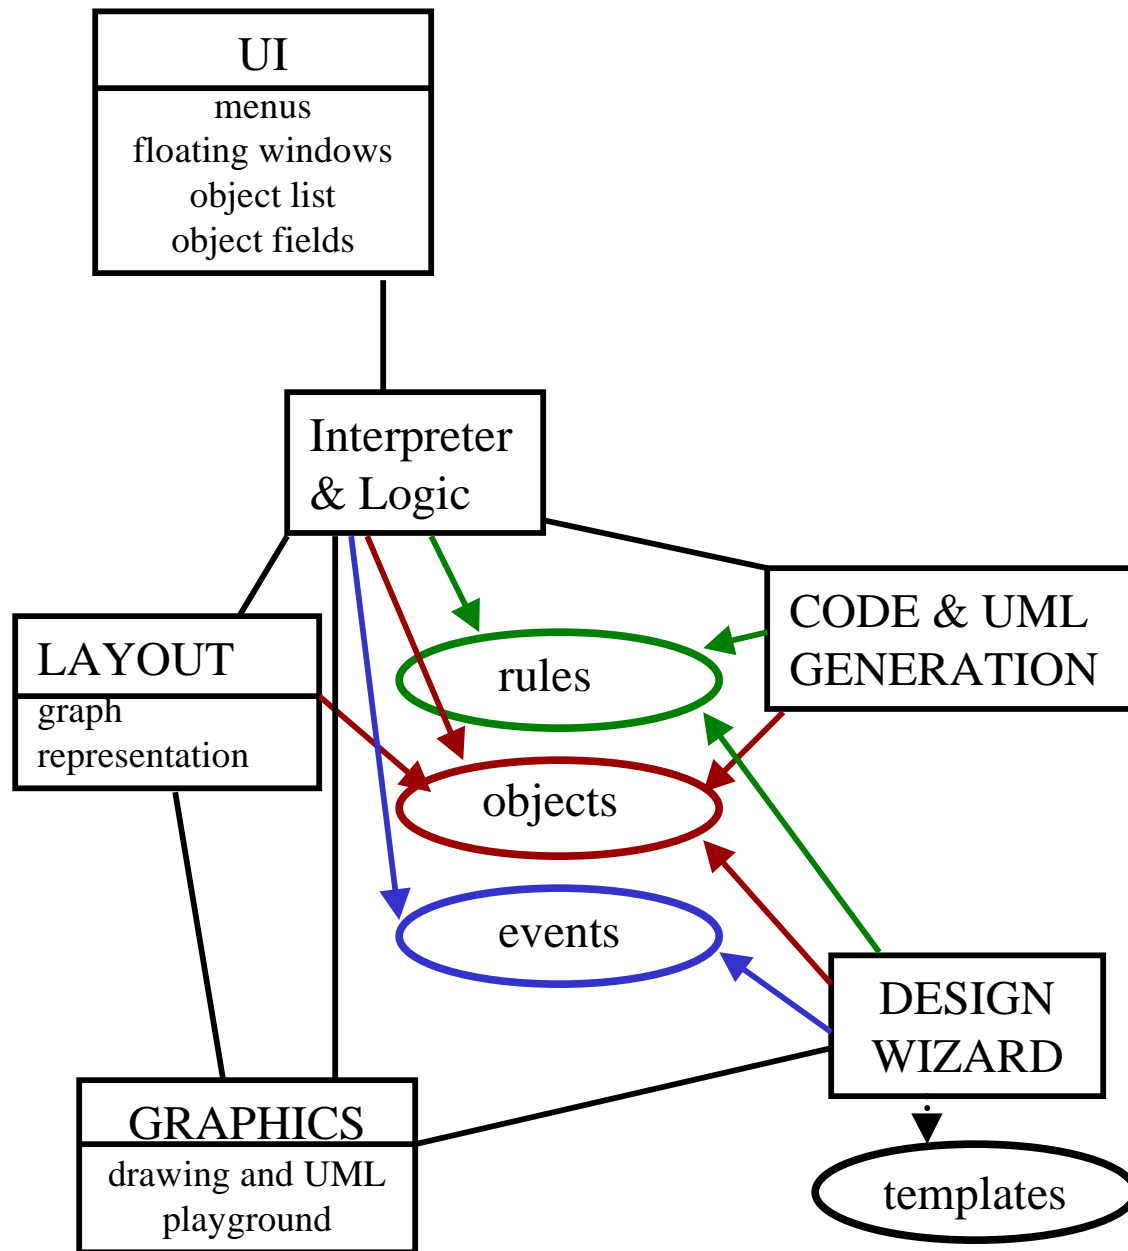 UI
menus
floating windows
object list
object fields
Interpreter
& Logic
CODE & UML
GENERATION
LAYOUT
graph
representation
rules
objects
events
DESIGN
WIZARD
GRAPHICS
drawing and UML
playground
templates